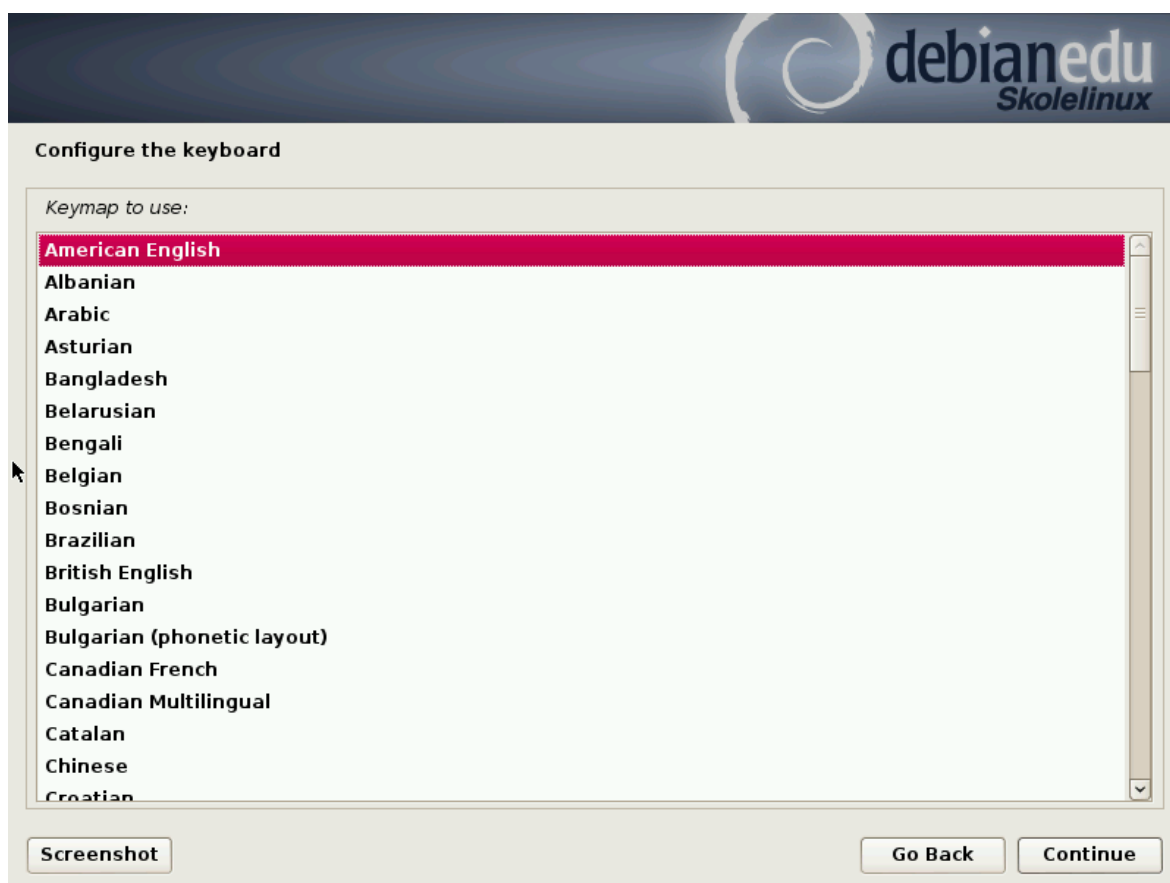 debianedu
Skolelinux
Configure the keyboard
Keymap to use:
American English
Albanian
Arabic
Asturian
Bangladesh
Belarusian
Bengali
Belgian
Bosnian
Brazilian
British English
Bulgarian
Bulgarian (phonetic layout)
Canadian French
Canadian Multilingual
Catalan
Chinese
Croatian
Screenshot
Go Back
Continue